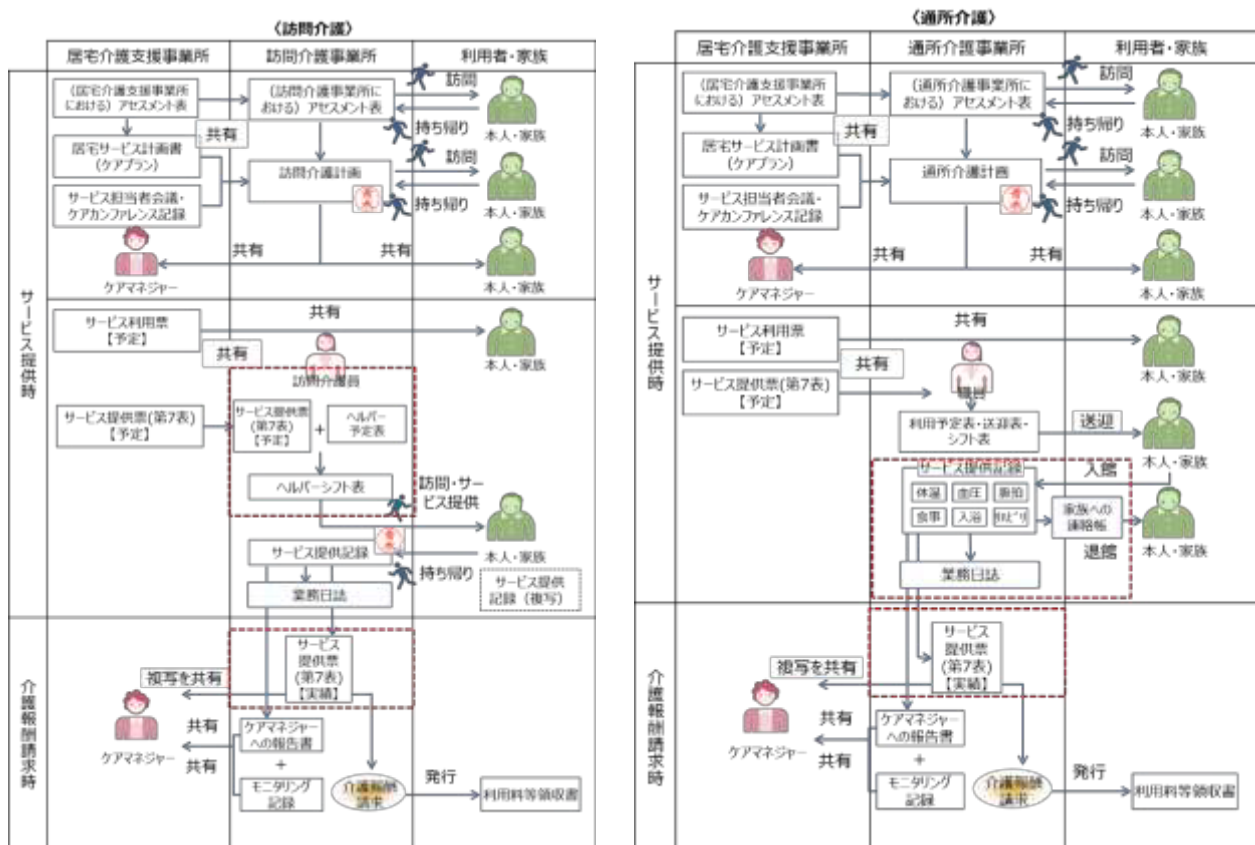 〈訪問介護〉
居宅介護支援事業所
訪問介護事業所
利用者・家族
サービス提供時
(居宅介護支援事業所
における) アセスメント表
(訪問介護事業所に
おける) アセスメント表
訪問
本人・家族
共有
持ち帰り
居宅サービス計画書
(ケアプラン)
訪問介護計画
訪問
本人・家族
サービス担当者会議・
ケアカンファレンス記録
持ち帰り
共有
共有
ケアマネジャー
本人・家族
サービス利用票
【予定】
共有
共有
本人・家族
訪問介護員
サービス提供票(第7表)
【予定】
サービス提供票
(第7表)
【予定】
+
ヘルパー
予定表
ヘルパーシフト表
訪問・サー
ビス提供
本人・家族
サービス提供記録
持ち帰り
サービス提供
記録（複写）
業務日誌
介護報酬請求時
サービス
提供票
(第7表)
【実績】
複写を共有
共有
ケアマネジャー
共有
ケアマネジャー
への報告書
+
モニタリング
記録
介護報酬
請求
発行
利用料等領収書
〈通所介護〉
居宅介護支援事業所
通所介護事業所
利用者・家族
サービス提供時
(居宅介護支援事業所
における) アセスメント表
(通所介護事業所に
おける) アセスメント表
訪問
本人・家族
共有
持ち帰り
居宅サービス計画書
(ケアプラン)
通所介護計画
訪問
本人・家族
サービス担当者会議・
ケアカンファレンス記録
持ち帰り
共有
共有
ケアマネジャー
本人・家族
サービス利用票
【予定】
共有
共有
本人・家族
サービス提供票(第7表)
【予定】
職員
利用予定表・送迎表・
シフト表
送迎
本人・家族
サービス提供記録
入館
体温
血圧
脈拍
食事
入浴
リハビリ
家族への
連絡帳
退館
本人・家族
業務日誌
介護報酬請求時
サービス
提供票
(第7表)
【実績】
複写を共有
共有
ケアマネジャー
共有
ケアマネジャー
への報告書
+
モニタリング
記録
介護報酬
請求
発行
利用料等領収書